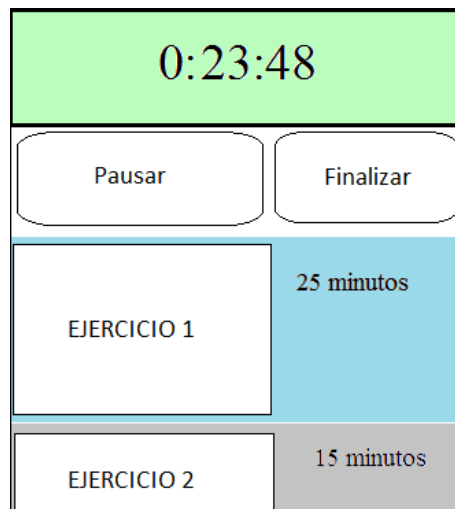 0:23:48
Pausar
Finalizar
25 minutos
EJERCICIO 1
15 minutos
EJERCICIO 2